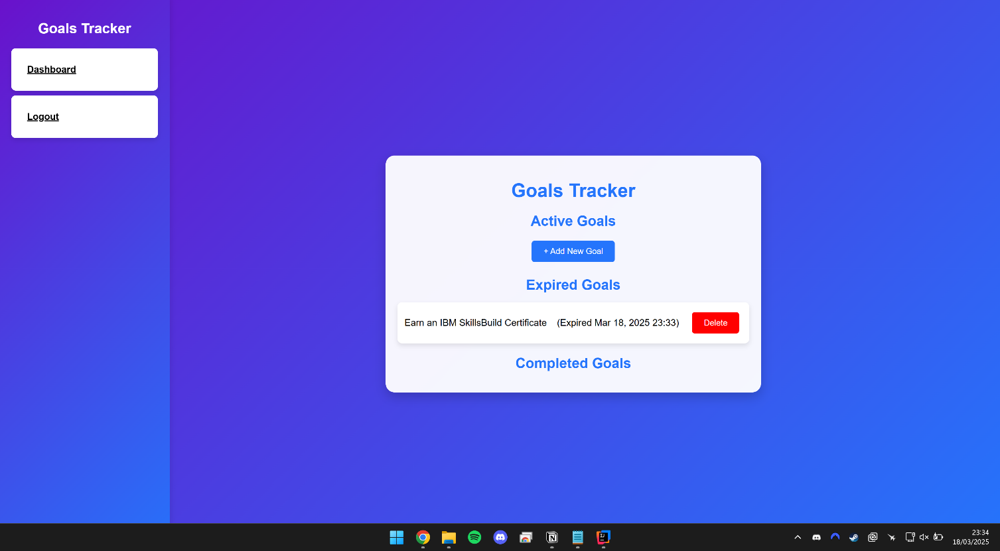 Goals Tracker
Dashboard
Logout
Goals Tracker
Active Goals
+ Add New Goal
Expired Goals
Earn an IBM SkillsBuild Certificate (Expired Mar 18, 2025 23:33) Delete
Completed Goals
23:34
18/03/2025